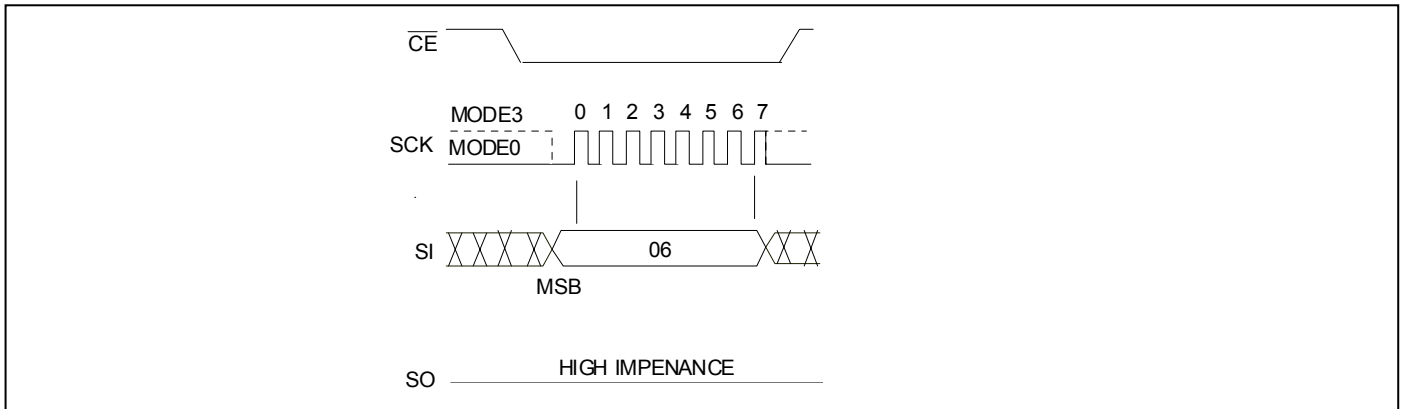 CE
MODE3 0 1 2 3 4 5 6 7
SCK MODE0
SI 06
MSB
HIGH IMPENANCE
SO